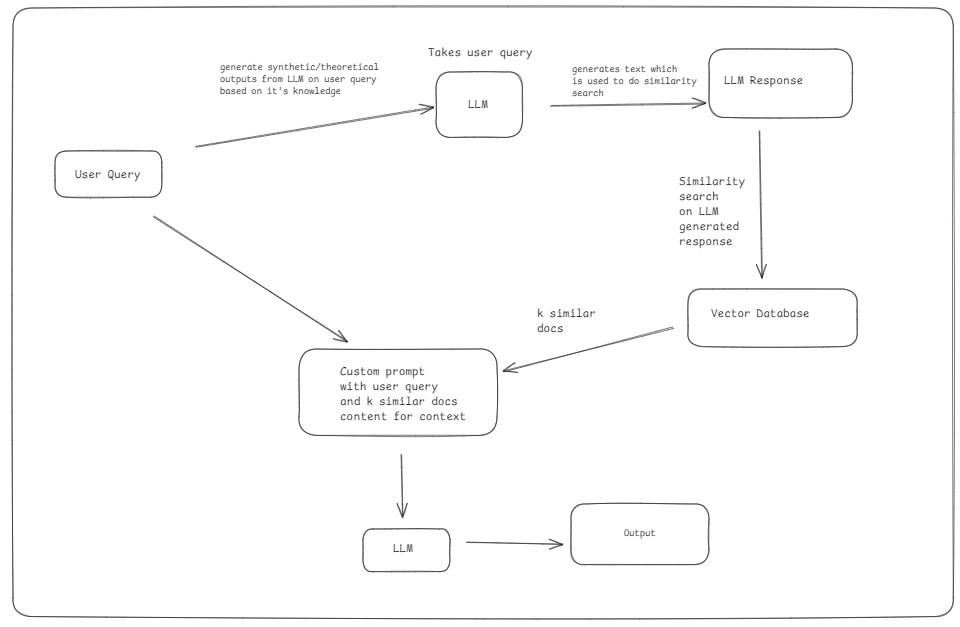 Takes user query
generate synthetic/theoretical
outputs from LLM on user query
based on it's knowledge
LLM
generates text which
is used to do similarity
search
LLM Response
User Query
Similarity
search
on LLM
generated
response
Vector Database
k similar
docs
Custom prompt
with user query
and k similar docs
content for context
LLM
Output